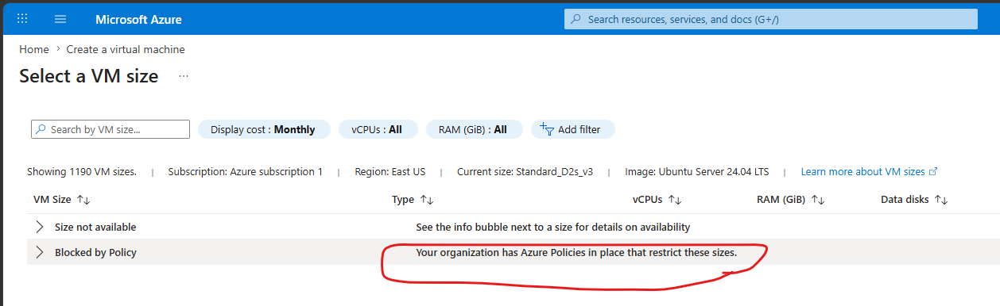 Microsoft Azure
Search resources, services, and docs (G+/)
Home > Create a virtual machine
Select a VM size ...
Search by VM size...
Display cost : Monthly
vCPUs : All
RAM (GiB) : All
Add filter
Showing 1190 VM sizes. | Subscription: Azure subscription 1 | Region: East US | Current size: Standard_D2s_v3 | Image: Ubuntu Server 24.04 LTS | Learn more about VM sizes
VM Size ↑↓ Type ↑↓ vCPUs ↑↓ RAM (GiB) ↑↓ Data disks ↑↓
Size not available See the info bubble next to a size for details on availability
Blocked by Policy Your organization has Azure Policies in place that restrict these sizes.